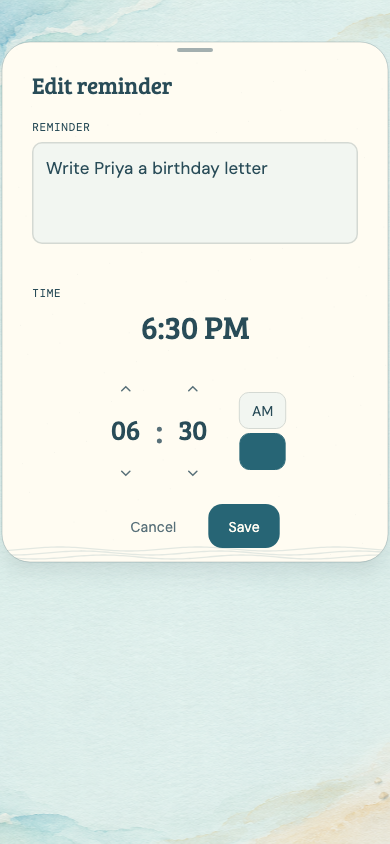 Edit reminder
REMINDER
Write Priya a birthday letter
TIME
6:30 PM
06 : 30
AM
Cancel
Save